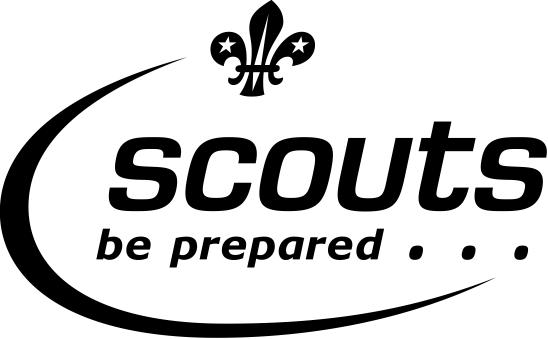 scouts
be prepared . . .